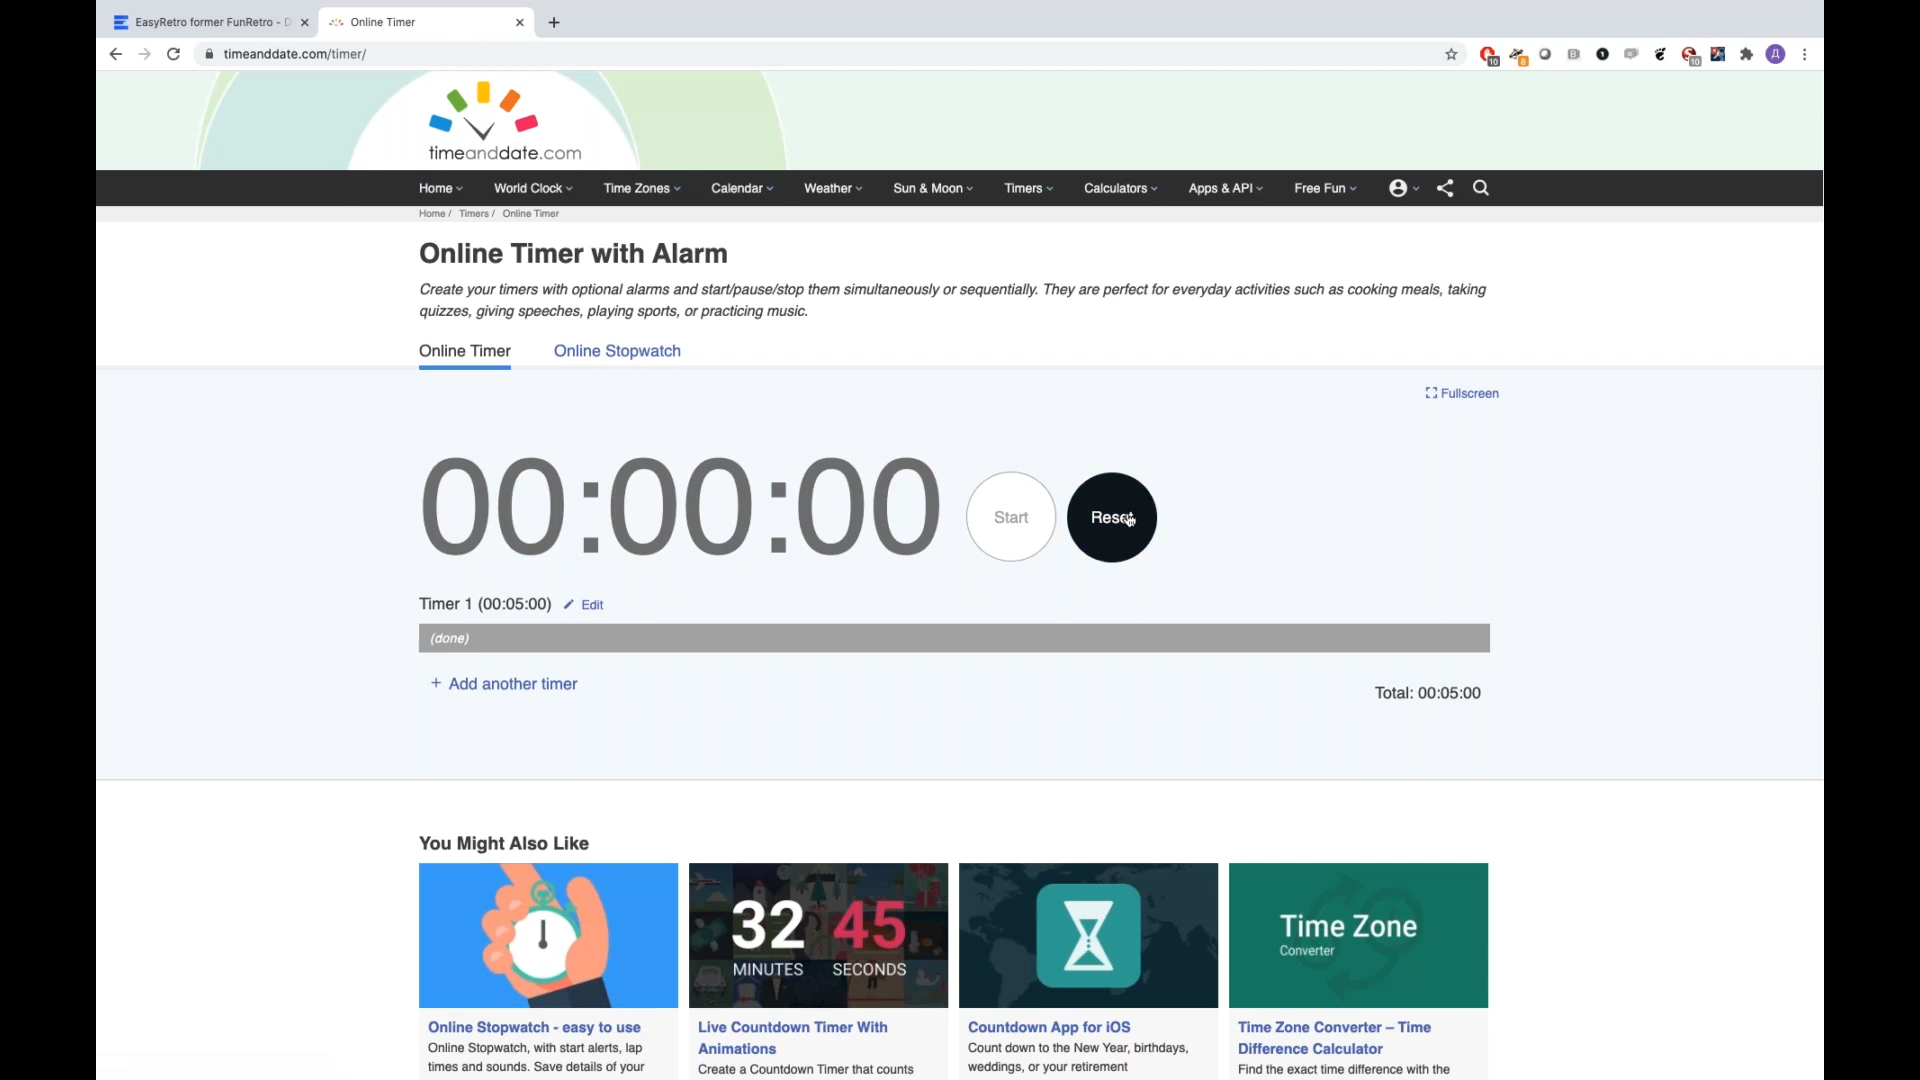 EasyRetro former FunRetro - D
Online Timer
timeanddate.com/timer/
10
8
10
Д
timeanddate.com
Home
World Clock
Time Zones
Calendar
Weather
Sun & Moon
Timers
Calculators
Apps & API
Free Fun
Home / Timers / Online Timer
Online Timer with Alarm
Create your timers with optional alarms and start/pause/stop them simultaneously or sequentially. They are perfect for everyday activities such as cooking meals, taking
quizzes, giving speeches, playing sports, or practicing music.
Online Timer
Online Stopwatch
Fullscreen
00:00:00
Start
Reset
Timer 1 (00:05:00)
Edit
(done)
+ Add another timer
Total: 00:05:00
You Might Also Like
32 45
MINUTES SECONDS
Time Zone
Converter
Online Stopwatch - easy to use
Online Stopwatch, with start alerts, lap
times and sounds. Save details of your
Live Countdown Timer With
Animations
Create a Countdown Timer that counts
Countdown App for iOS
Count down to the New Year, birthdays,
weddings, or your retirement
Time Zone Converter – Time
Difference Calculator
Find the exact time difference with the